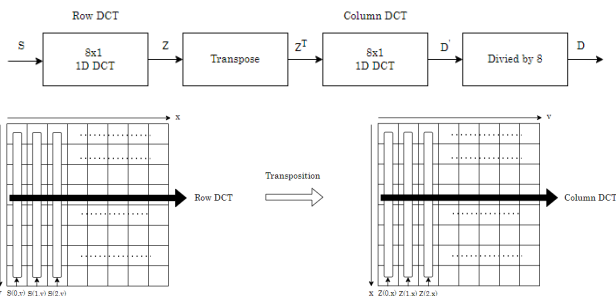 Row DCT
Column DCT
S
8x1
1D DCT
Z
Transpose
Z^T
8x1
1D DCT
D'
Divied by 8
D
x
v
Transposition
Row DCT
Column DCT
S(0,y) S(1,y) S(2,y)
x Z(0,x) Z(1,x) Z(2,x)